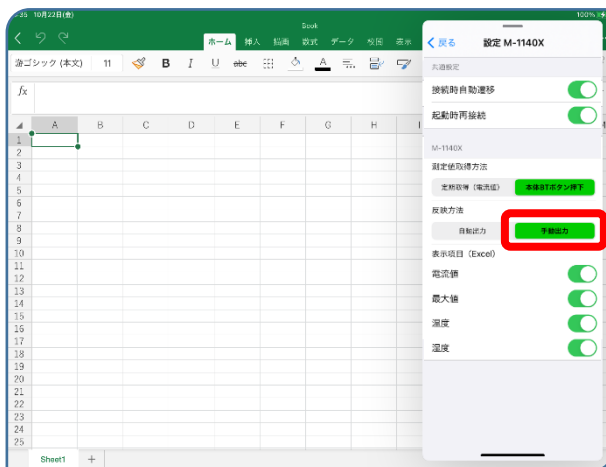 :35 10月22日(金)
100%
Book
ホーム 挿入 描画 数式 データ 校閲 表示
游ゴシック (本文) 11 B I U abc A
fx
A B C D E F G H I
1
2
3
4
5
6
7
8
9
10
11
12
13
14
15
16
17
18
19
20
21
22
23
24
25
Sheet1 +
戻る 設定 M-1140X
共通設定
接続時自動遷移
起動時再接続
M-1140X
測定値取得方法
定期取得（電流値） 本体BTボタン押下
反映方法
自動出力 手動出力
表示項目（Excel）
電流値
最大値
温度
湿度